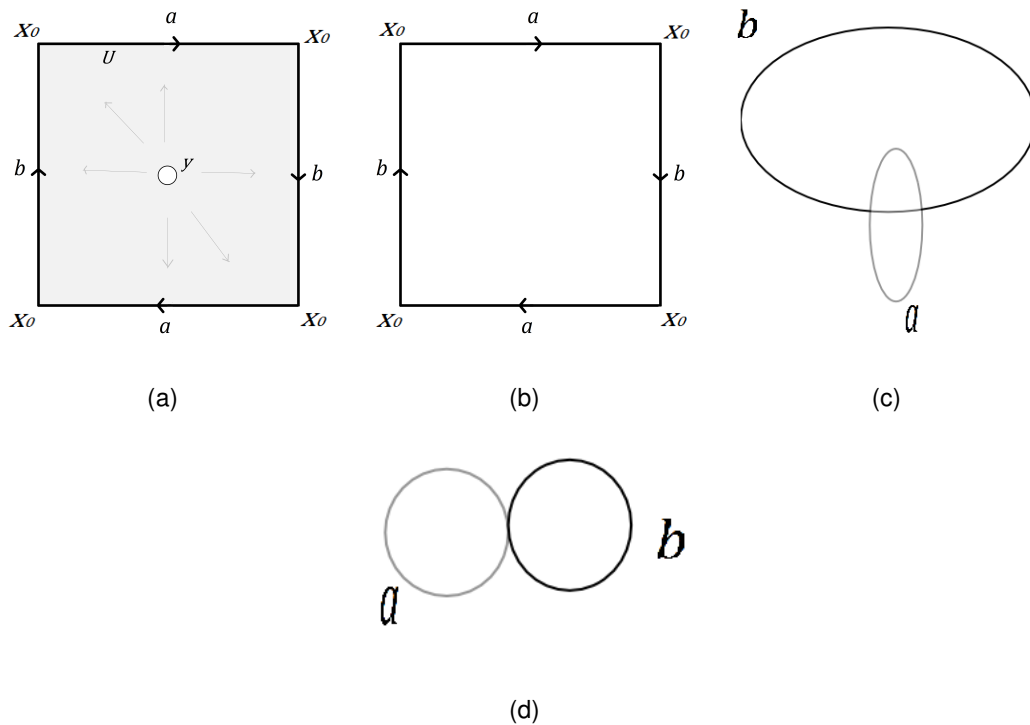 X₀ a X₀
U
y
b b
X₀ a X₀
(a)
X₀ a X₀
b b
X₀ a X₀
(b)
b
a
(c)
a b
(d)